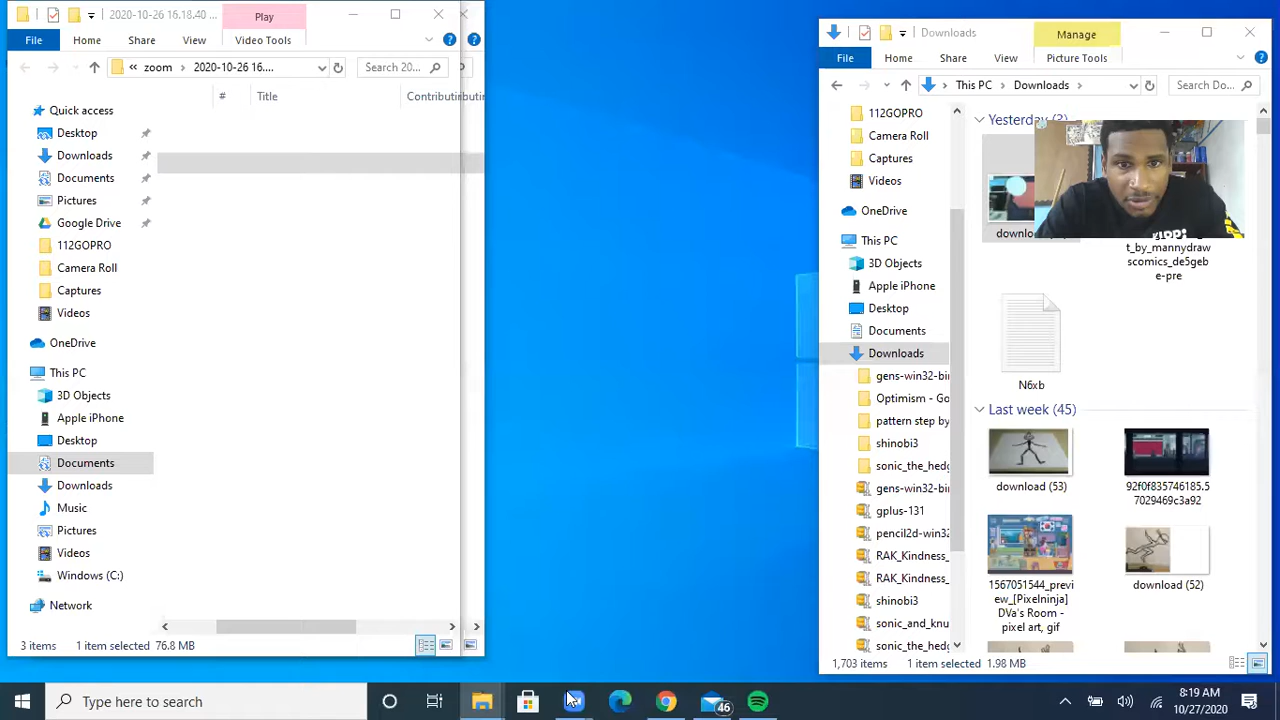 2020-10-26 16.18.40 ...
Play
File
Home
Share
View
Video Tools
« zoom › 2020-10-26 16....
Search 20...
# Title
Quick access
Desktop
Downloads
Documents
Pictures
Google Drive
112GOPRO
Camera Roll
Captures
Videos
OneDrive
This PC
3D Objects
Apple iPhone
Desktop
Documents
Downloads
Music
Pictures
Videos
Windows (C:)
Network
3 items
1 item selected 76.8 MB
Downloads
Manage
File
Home
Share
View
Picture Tools
This PC › Downloads ›
Search Do...
112GOPRO
Camera Roll
Captures
Videos
OneDrive
This PC
3D Objects
Apple iPhone
Desktop
Documents
Downloads
gens-win32-bi
Optimism - Go
pattern step by
shinobi3
sonic_the_hedg
gens-win32-bi
gplus-131
pencil2d-win32
RAK_Kindness_
RAK_Kindness_
shinobi3
sonic_and_knu
sonic_the_hedg
Yesterday (3)
t_by_mannydraw
scomics_de5geb
e-pre
N6xb
Last week (45)
download (53)
92f0f835746185.5
7029469c3a92
1567051544_previ
ew_[Pixelninja]
DVa's Room -
pixel art, gif
download (52)
1,703 items
1 item selected 1.98 MB
Type here to search
46
8:19 AM
10/27/2020